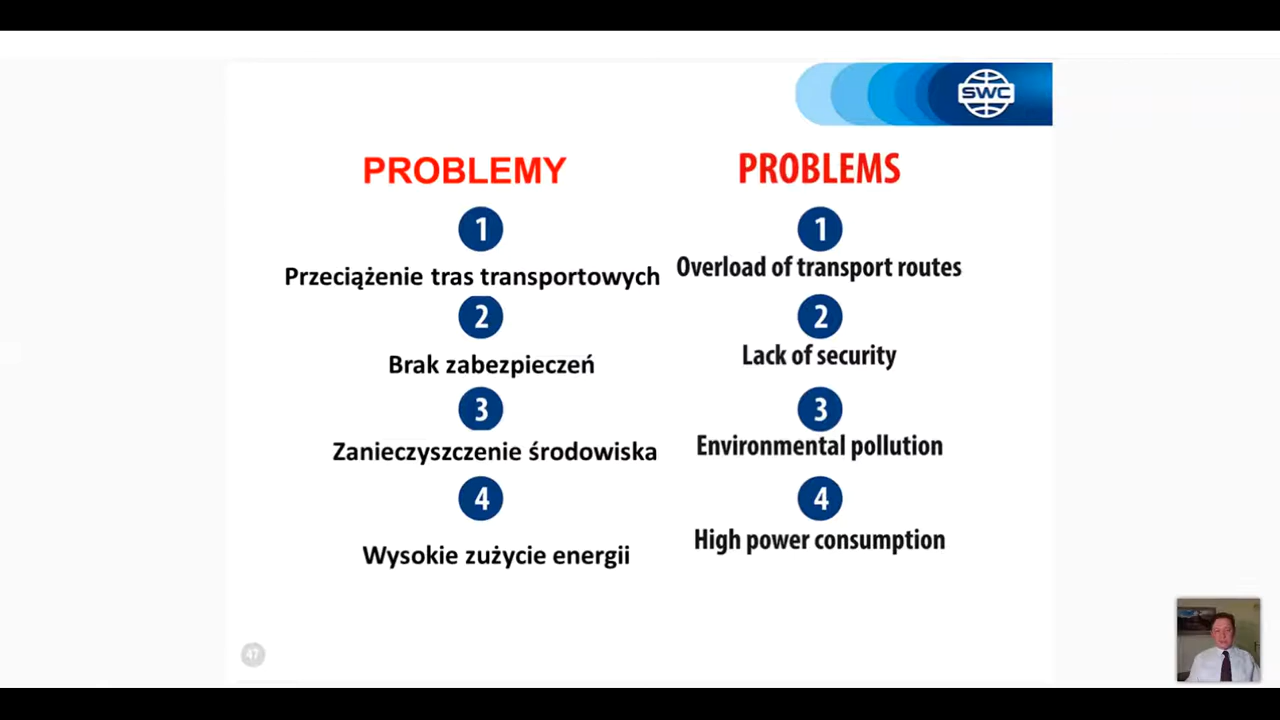 SWC
PROBLEMY
1
Przeciążenie tras transportowych
2
Brak zabezpieczeń
3
Zanieczyszczenie środowiska
4
Wysokie zużycie energii
PROBLEMS
1
Overload of transport routes
2
Lack of security
3
Environmental pollution
4
High power consumption
47